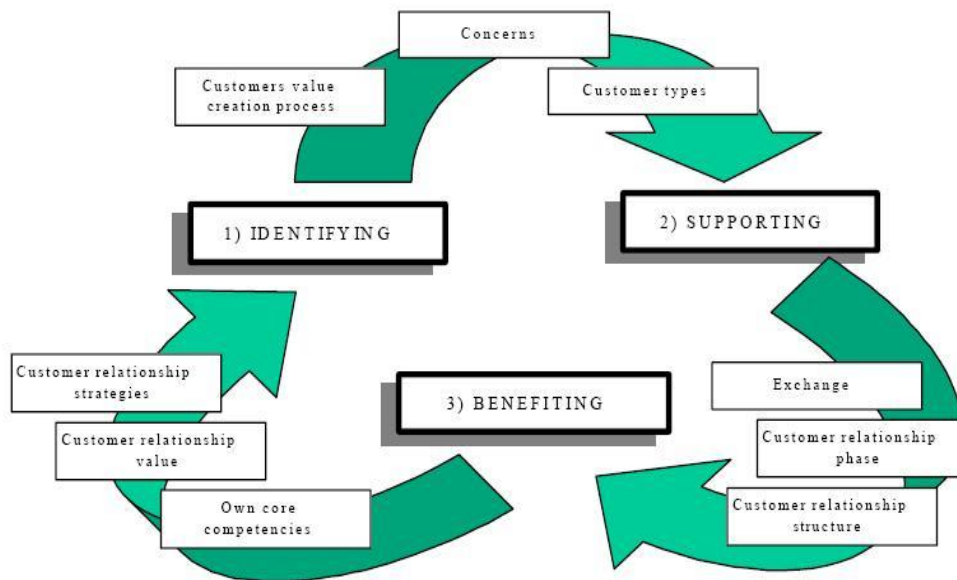 Concerns
Customers value
creation process
Customer types
1) IDENTIFYING
2) SUPPORTING
Customer relationship
strategies
Customer relationship
value
Own core
competencies
3) BENEFITING
Exchange
Customer relationship
phase
Customer relationship
structure